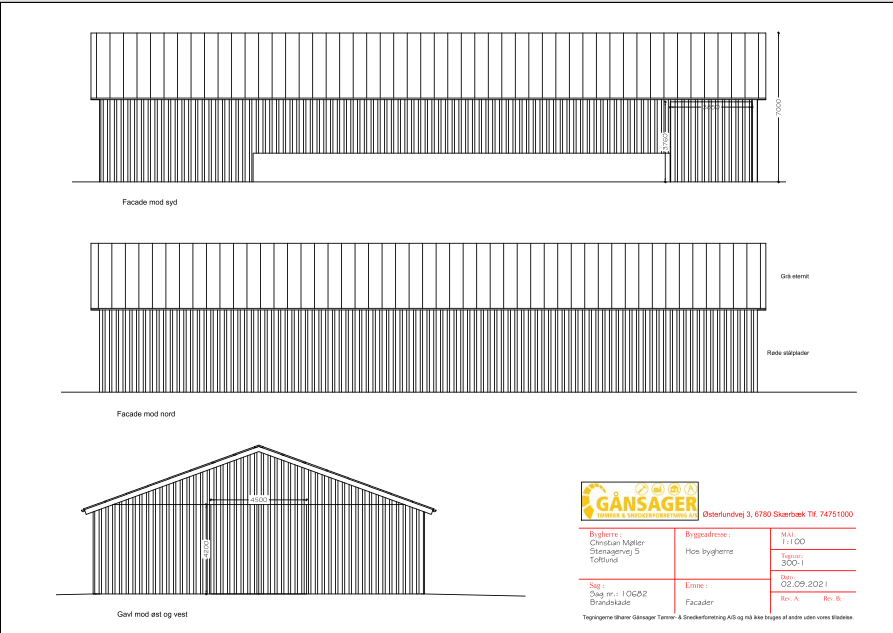 3850
7000
3760
Facade mod syd
Grå eternit
Røde stålplader
Facade mod nord
4500
4200
Gavl mod øst og vest
GÅNSAGER
TØMRER & SNEDKERFORRETNING A/S
Østerlundvej 3, 6780 Skærbæk Tlf. 74751000
Bygherre :
Christian Møller
Stenagervej 5
Toftlund
Byggeadresse :
Hos bygherre
MÅL:
1:100
Tegn.nr.:
300-1
Dato:
02.09.2021
Sag :
Sag nr.: 10682
Brandskade
Emne :
Facader
Rev. A: Rev. B:
Tegningerne tilhører Gånsager Tømrer- & Snedkerforretning A/S og må ikke bruges af andre uden vores tilladelse.